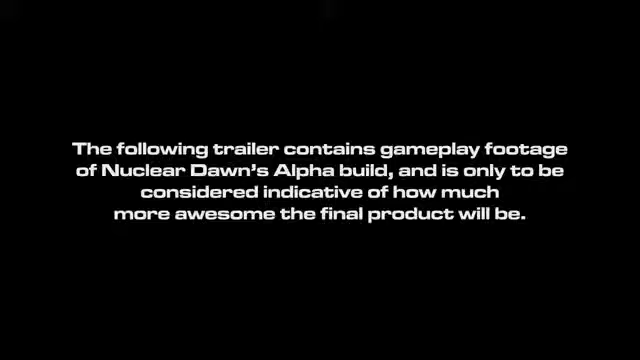 The following trailer contains gameplay footage
of Nuclear Dawn's Alpha build, and is only to be
considered indicative of how much
more awesome the final product will be.